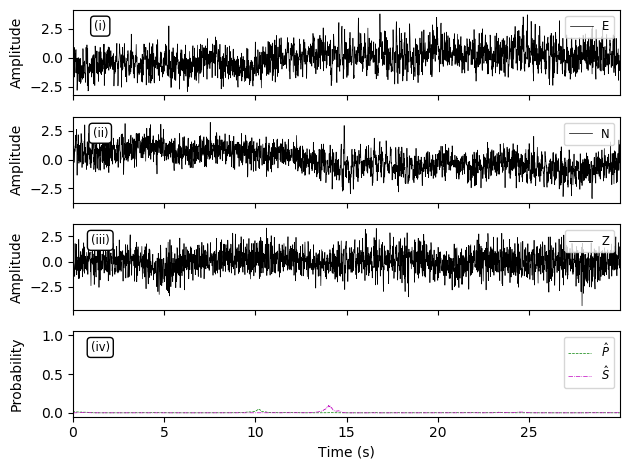 (i)
E
Amplitude
2.5
0.0
−2.5
(ii)
N
Amplitude
2.5
0.0
−2.5
(iii)
Z
Amplitude
2.5
0.0
−2.5
(iv)
P̂
Ŝ
Probability
1.0
0.5
0.0
0 5 10 15 20 25
Time (s)